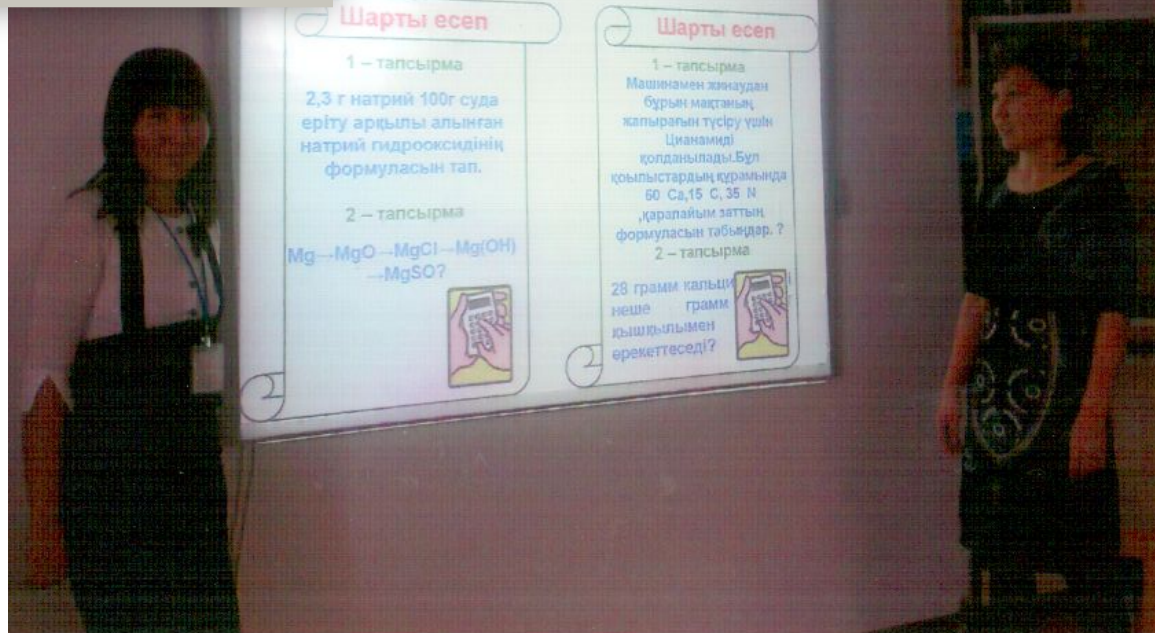 Шарты есеп
1 – тапсырма
2,3 г натрий 100г суда
еріту арқылы алынған
натрий гидрооксидінің
формуласын тап.
2 – тапсырма
Mg→MgO→MgCl→Mg(OH)
→MgSO?
Шарты есеп
1 – тапсырма
Машинамен жинаудан
бұрын мақтаның
жапырағын түсіру үшін
Цианамиді
қолданылады.Бұл
қоылыстардың құрамында
50 Ca,15 C, 35 N
,қарапайым заттың
формуласын табыңдар. ?
2 – тапсырма
28 грамм кальци
неше грамм
қышқылымен
әрекеттеседі?